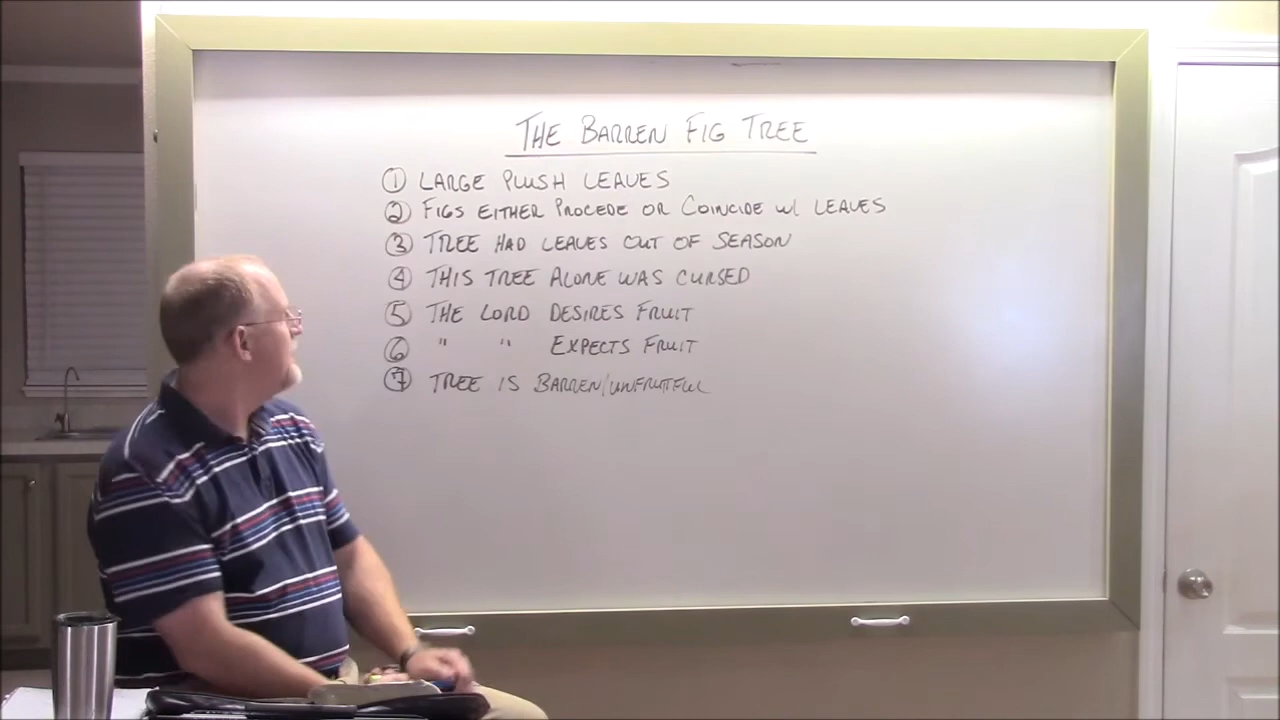 THE BARREN FIG TREE
① LARGE PLUSH LEAVES
② FIGS EITHER PROCEDE OR COINCIDE W/ LEAVES
③ TREE HAD LEAVES OUT OF SEASON
④ THIS TREE ALONE WAS CURSED
⑤ THE LORD DESIRES FRUIT
⑥ " " EXPECTS FRUIT
⑦ TREE IS BARREN/UNFRUTFUL